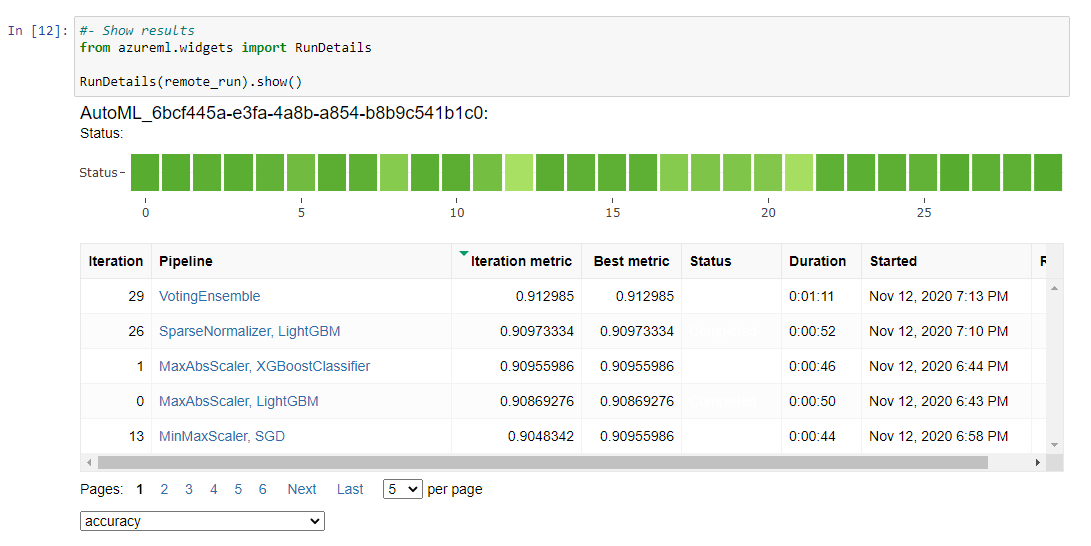 In [12]: #- Show results
from azureml.widgets import RunDetails
RunDetails(remote_run).show()
AutoML_6bcf445a-e3fa-4a8b-a854-b8b9c541b1c0:
Status:
Status
0 5 10 15 20 25
Iteration Pipeline Iteration metric Best metric Status Duration Started R
29 VotingEnsemble 0.912985 0.912985 0:01:11 Nov 12, 2020 7:13 PM
26 SparseNormalizer, LightGBM 0.90973334 0.90973334 0:00:52 Nov 12, 2020 7:10 PM
1 MaxAbsScaler, XGBoostClassifier 0.90955986 0.90955986 0:00:46 Nov 12, 2020 6:44 PM
0 MaxAbsScaler, LightGBM 0.90869276 0.90869276 0:00:50 Nov 12, 2020 6:43 PM
13 MinMaxScaler, SGD 0.9048342 0.90955986 0:00:44 Nov 12, 2020 6:58 PM
Pages: 1 2 3 4 5 6 Next Last 5 per page
accuracy